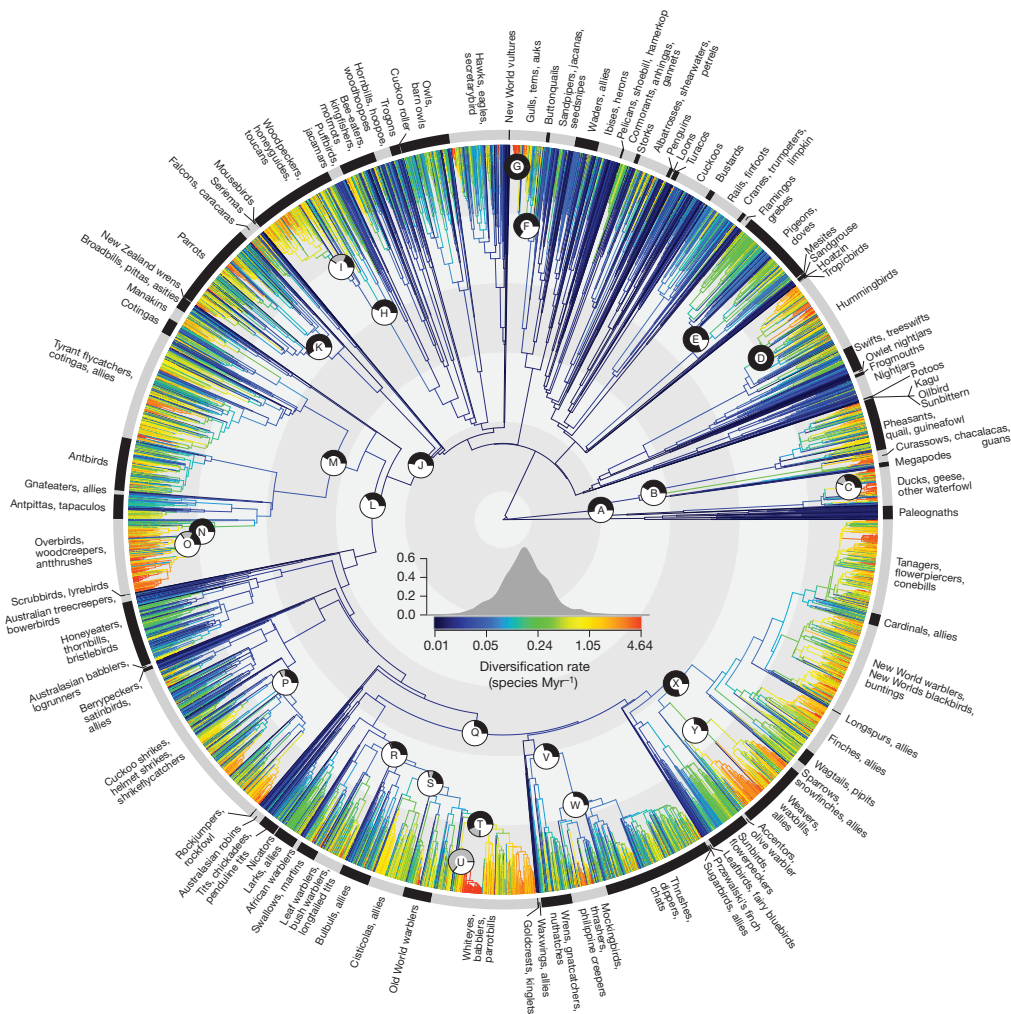 New World vultures
Gulls, terns, auks
Buttonquails
Sandpipers, jacanas,
seedsnipes
Waders, allies
Ibises, herons
Pelicans, shoebill, hamerkop
Cormorants, anhingas,
gannets
Storks
Albatrosses, shearwaters,
petrels
Penguins
Loons
Turacos
Cuckoos
Bustards
Rails, finfoots
Cranes, trumpeters,
limpkin
Flamingos
grebes
Pigeons,
doves
Mesites
Sandgrouse
Hoatzin
Tropicbirds
Hummingbirds
Swifts, treeswifts
Owlet nightjars
Frogmouths
Nightjars
Potoos
Kagu
Oilbird
Sunbittern
Pheasants,
quail, guineafowl
Curassows, chacalacas,
guans
Megapodes
Ducks, geese,
other waterfowl
Paleognaths
Tanagers,
flowerpiercers,
conebills
Cardinals, allies
New World warblers,
New Worlds blackbirds,
buntings
Longspurs, allies
Finches, allies
Wagtails, pipits
Sparrows,
snowfinches, allies
Weavers,
waxbills,
allies
Accentors,
olive warbler
Sunbirds,
flowerpeckers
Leafbirds, fairy bluebirds
Przewalski's finch
Sugarbirds, allies
Thrushes,
dippers,
chats
Mockingbirds,
thrashers,
philippine creepers
Wrens, gnatcatchers,
nuthatches
Waxwings, allies
Goldcrests, kinglets
Whiteyes,
babblers,
parrotbills
Old World warblers
Cisticolas, allies
Bulbuls, allies
Leaf warblers,
bush warblers,
longtailed tits
Swallows, martins
African warblers
Larks, allies
Nicators
Tits, chickadees,
penduline tits
Australasian robins
Rockjumpers,
rockfowl
Cuckoo shrikes,
helmet shrikes,
shrikeflycatchers
Berrypeckers,
satinbirds,
allies
Australasian babblers,
logrunners
Honeyeaters,
thornbills,
bristlebirds
Australian treecreepers,
bowerbirds
Scrubbirds, lyrebirds
Overbirds,
woodcreepers,
antthrushes
Antpittas, tapaculos
Gnateaters, allies
Antbirds
Tyrant flycatchers,
cotingas, allies
Cotingas
Manakins
Broadbills, pittas, asities
New Zealand wrens
Parrots
Falcons, caracaras
Seriemas
Mousebirds
Woodpeckers,
honeyguides,
toucans
Puffbirds,
jacamars
Bee-eaters,
kingfishers,
motmots
Hornbills, hoopoe,
woodhoopoes
Trogons
Cuckoo roller
Owls,
barn owls
Hawks, eagles,
secretarybird
G
F
I
H
K
E
D
M
J
L
B
C
A
N
O
P
Q
X
Y
R
S
V
W
T
U
0.6
0.4
0.2
0.0
0.01 0.05 0.24 1.05 4.64
Diversification rate
(species Myr⁻¹)